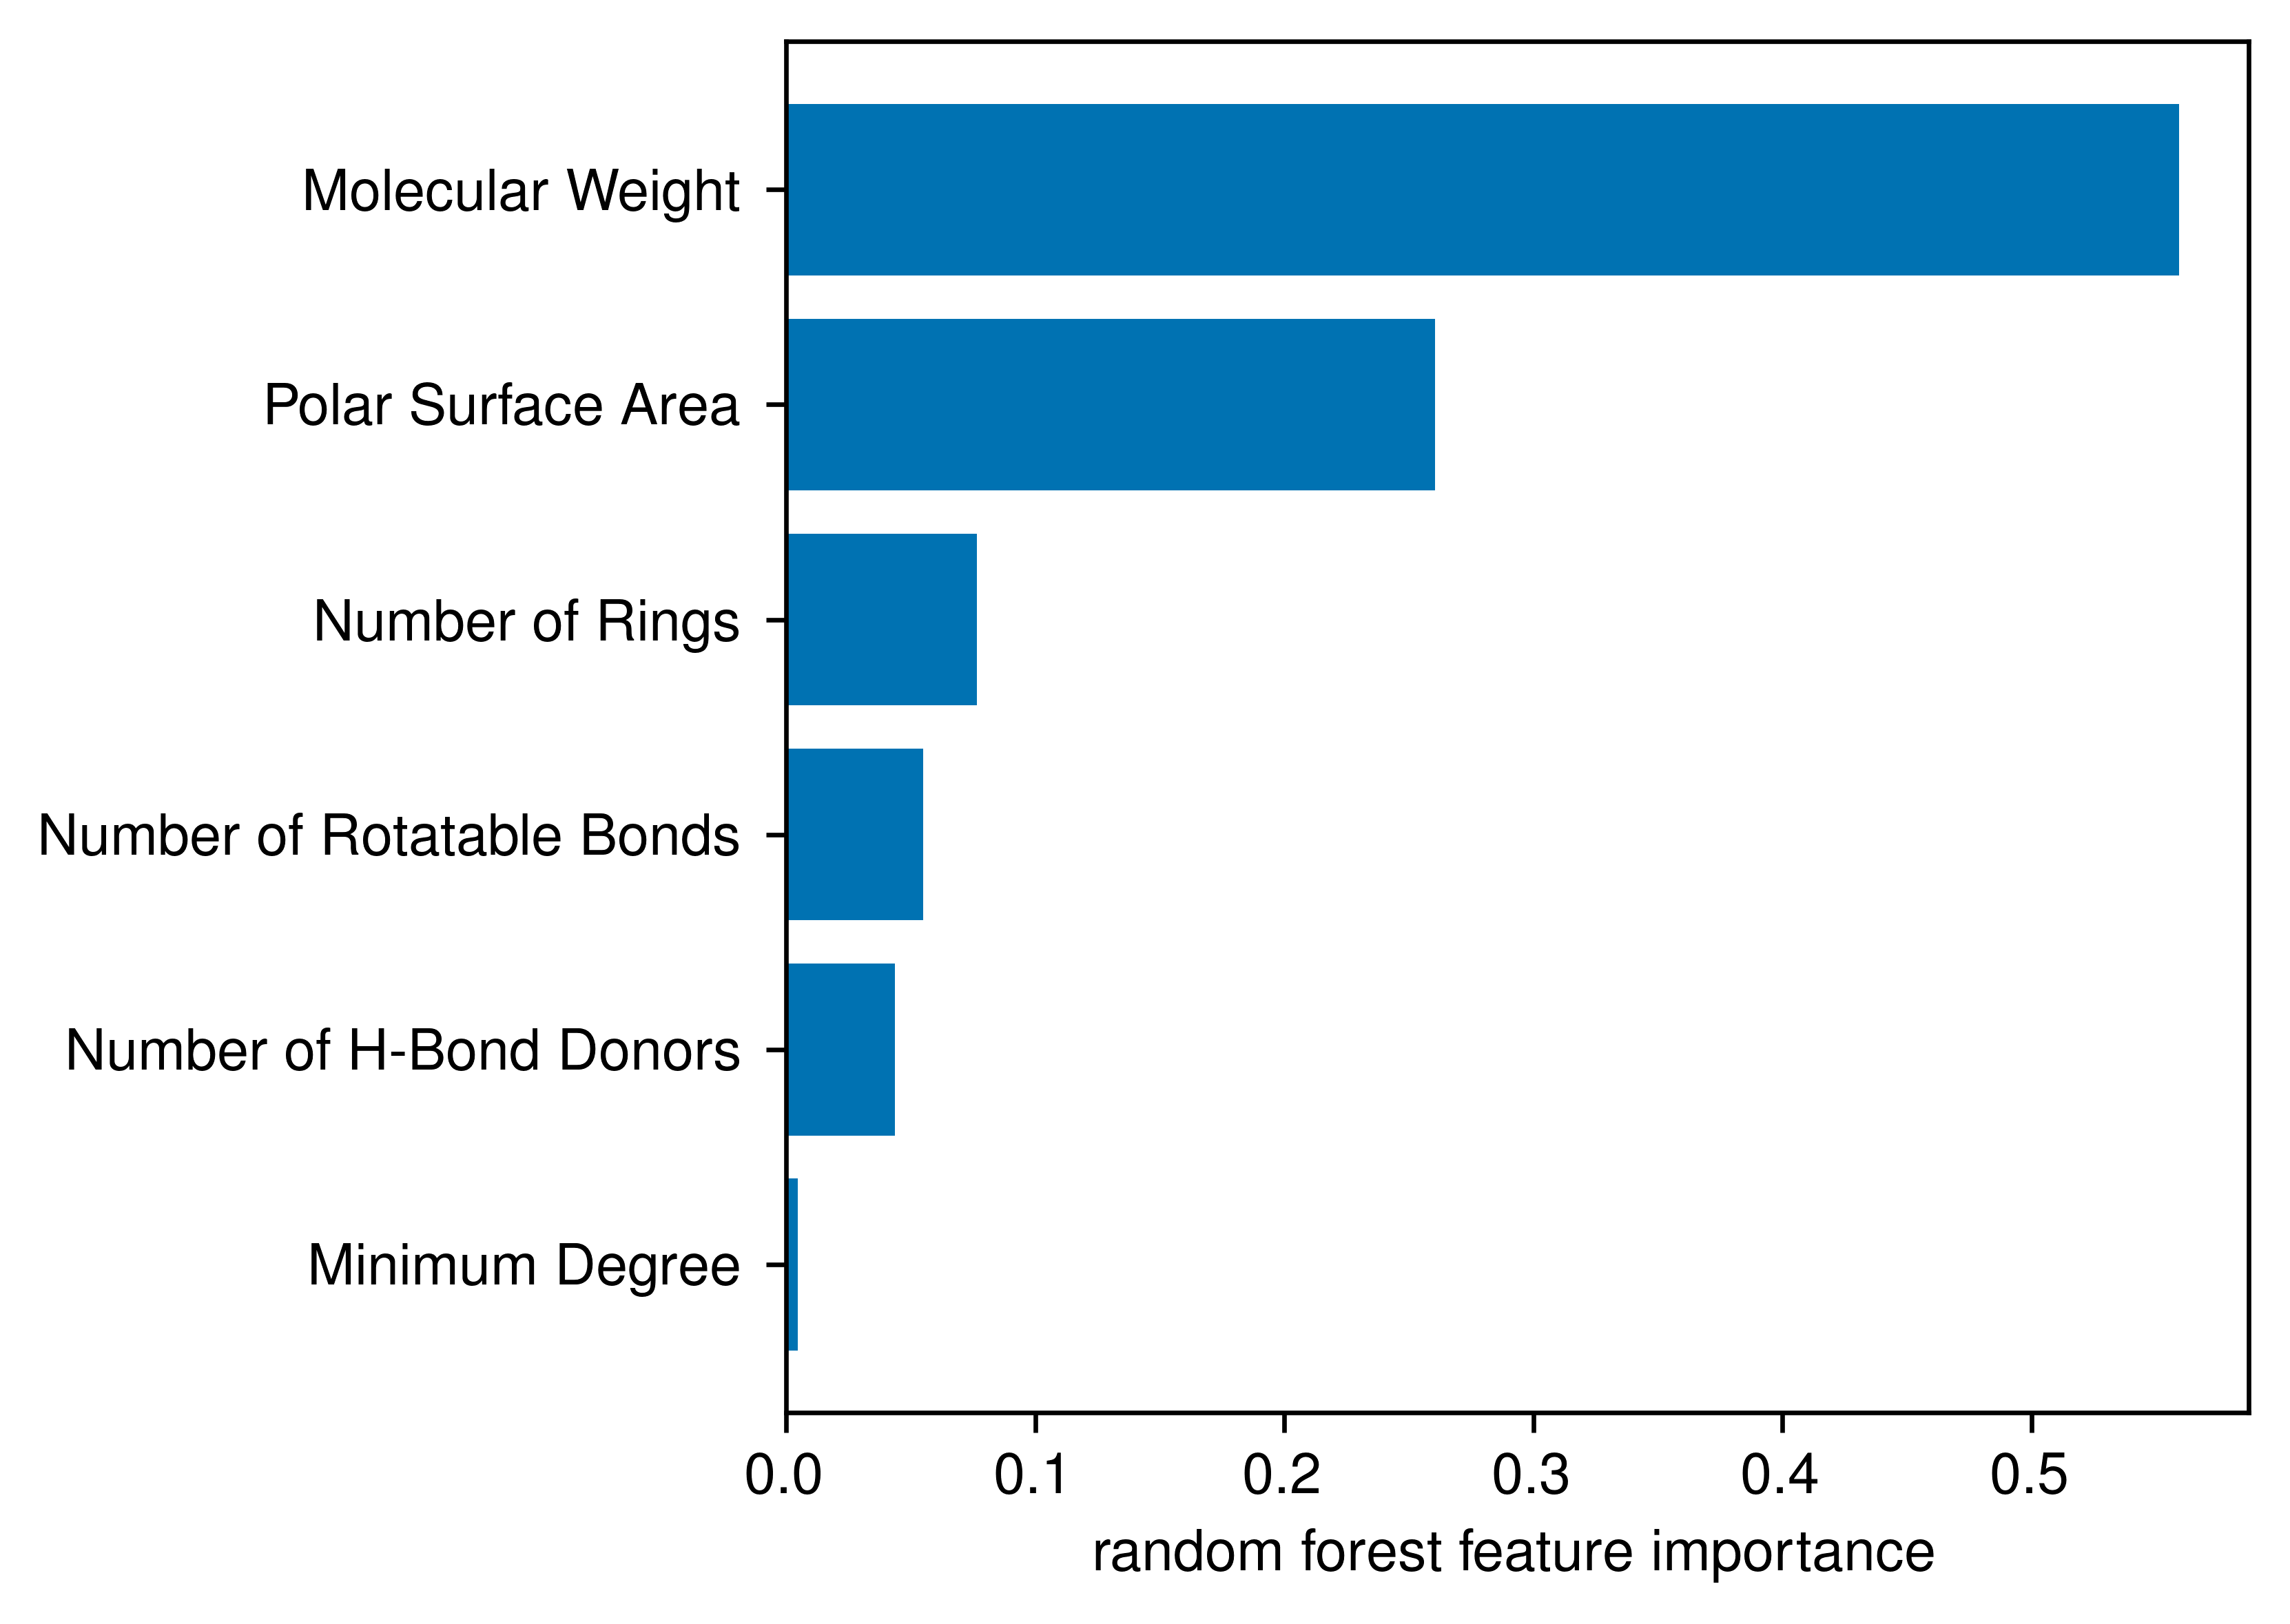 Molecular Weight
Polar Surface Area
Number of Rings
Number of Rotatable Bonds
Number of H-Bond Donors
Minimum Degree
0.0 0.1 0.2 0.3 0.4 0.5
random forest feature importance